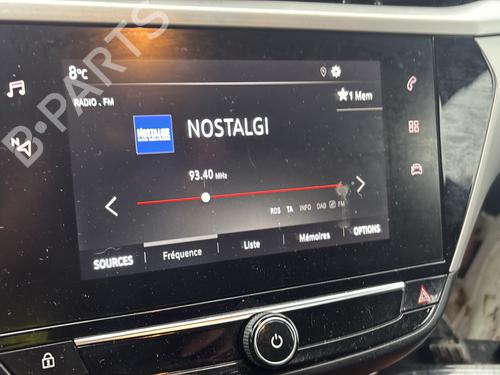 8°C
RADIO . FM
1 Mem
NOSTALGIE
NOSTALGI
93.40 MHz
RDS TA INFO DAB FM
SOURCES Fréquence Liste Mémoires OPTIONS
N
B-PARTS